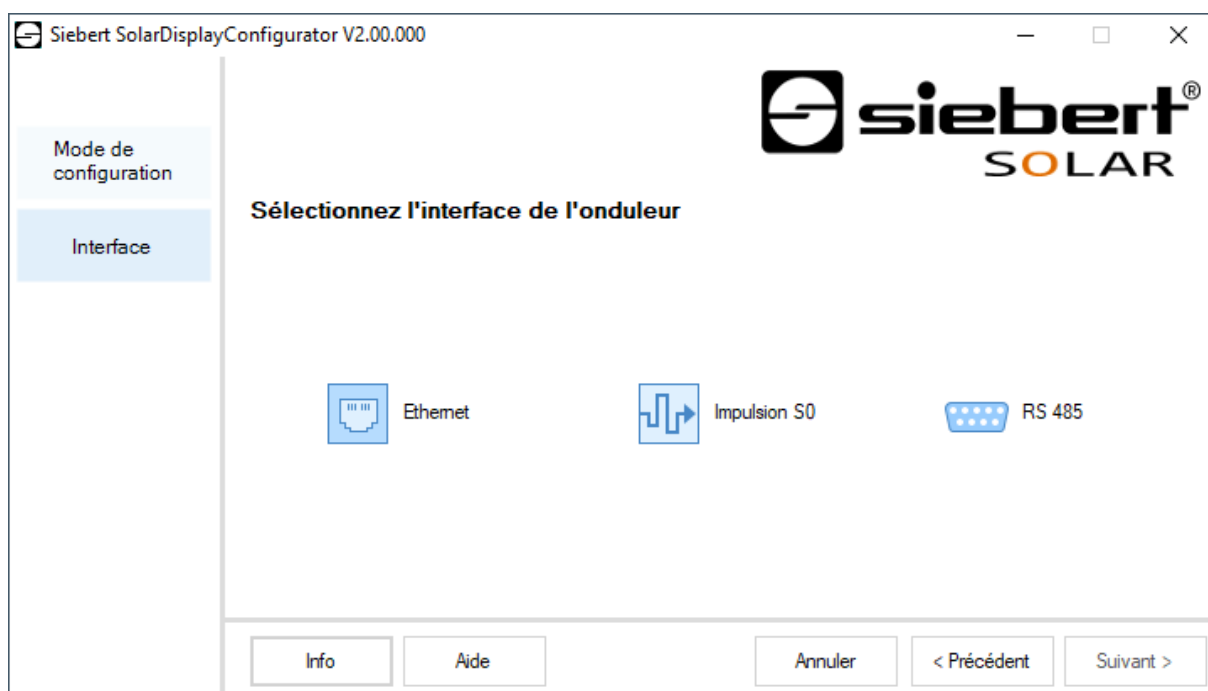 Siebert SolarDisplayConfigurator V2.00.000
siebert®
SOLAR
Mode de
configuration
Interface
Sélectionnez l'interface de l'onduleur
Ethernet
Impulsion S0
RS 485
Info
Aide
Annuler
< Précédent
Suivant >